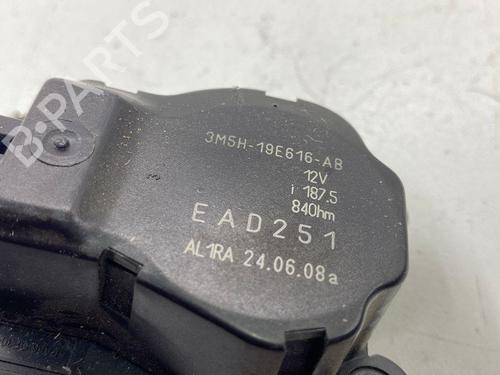 B-PARTS
3M5H-19E616-AB
12V
i 187.5
84Ohm
EAD251
AL1RA 24.06.08a